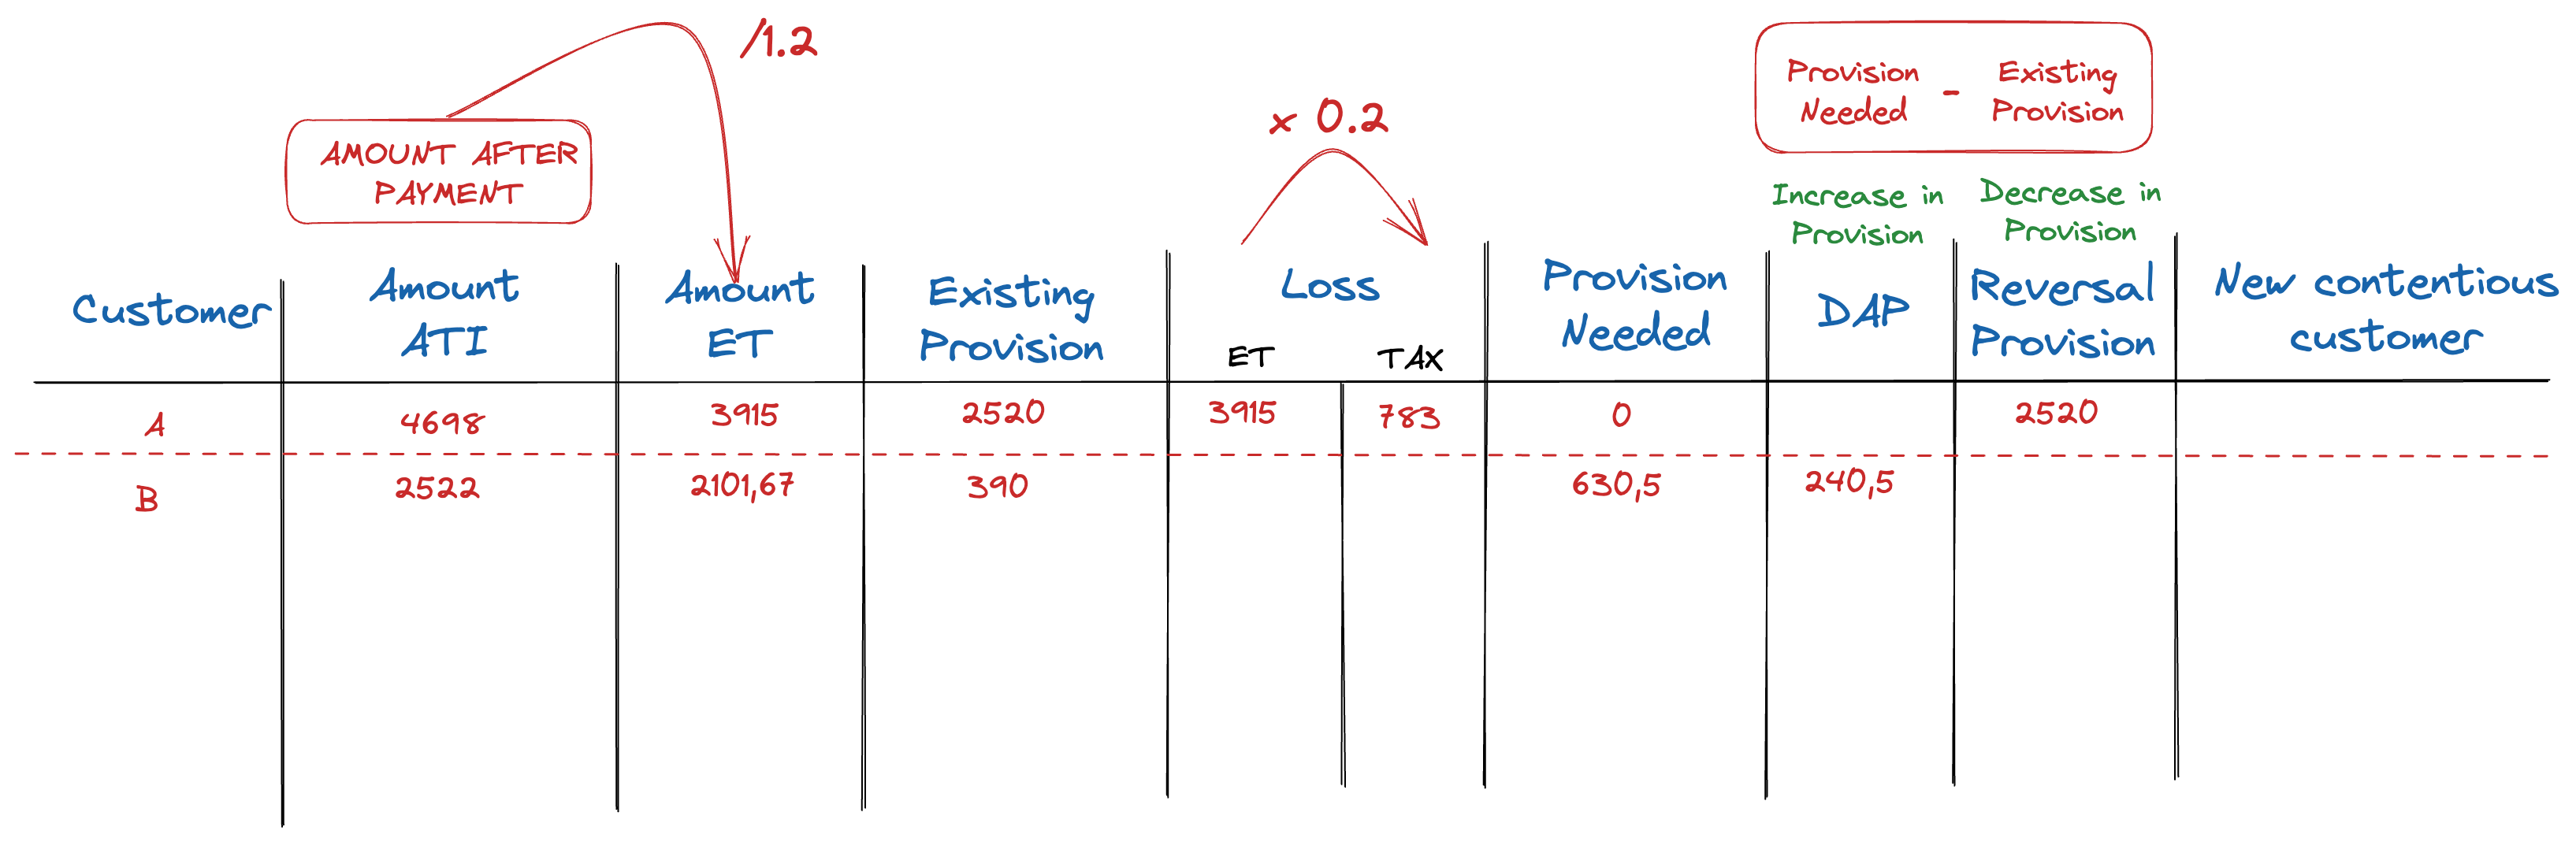 /1.2
AMOUNT AFTER
PAYMENT
x 0.2
Provision
Needed
-
Existing
Provision
Increase in
Provision
Decrease in
Provision
Customer
Amount
ATI
Amount
ET
Existing
Provision
Loss
ET
TAX
Provision
Needed
DAP
Reversal
Provision
New contentious
customer
A 4698 3915 2520 3915 783 0 2520
B 2522 2101,67 390 630,5 240,5